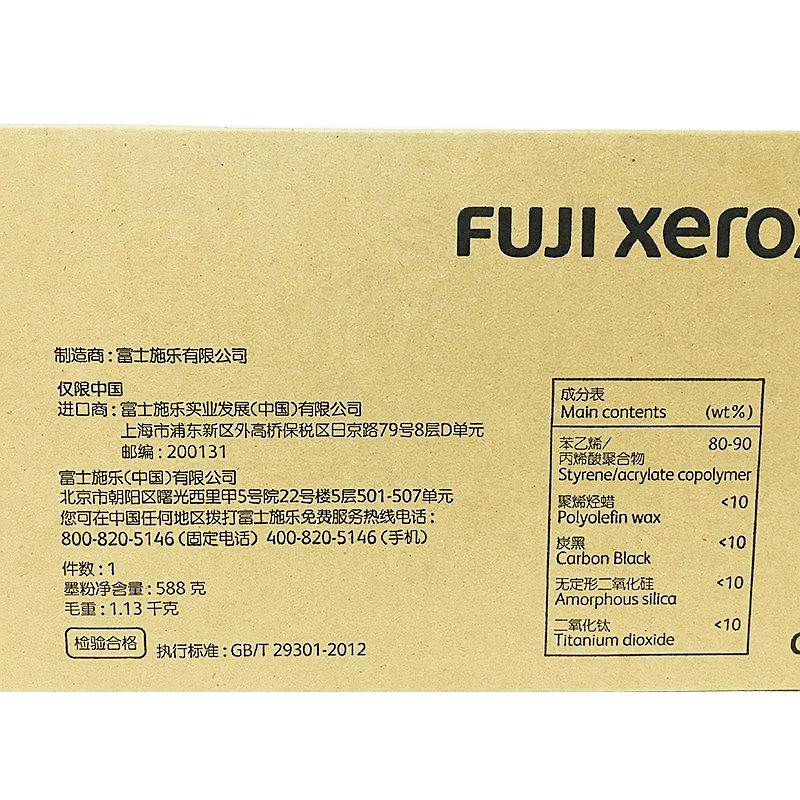 FUJI xerox
制造商:富士施乐有限公司
仅限中国
进口商:富士施乐实业发展(中国)有限公司
上海市浦东新区外高桥保税区日京路79号8层D单元
邮编:200131
富士施乐(中国)有限公司
北京市朝阳区曙光西里甲5号院22号楼5层501-507单元
您可在中国任何地区拨打富士施乐免费服务热线电话:
800-820-5146(固定电话) 400-820-5146(手机)
件数:1
墨粉净含量:588 克
毛重:1.13 千克
检验合格 执行标准:GB/T 29301-2012
成分表
Main contents (wt%)
苯乙烯/ 80-90
丙烯酸聚合物
Styrene/acrylate copolymer
聚烯烃蜡 <10
Polyolefin wax
炭黑 <10
Carbon Black
无定形二氧化硅 <10
Amorphous silica
二氧化钛 <10
Titanium dioxide